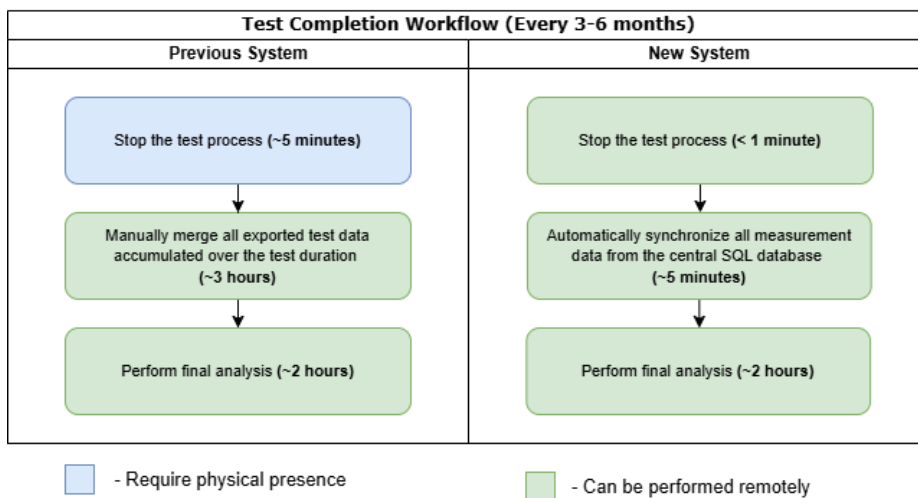 Test Completion Workflow (Every 3-6 months)
Previous System
New System
Stop the test process (~5 minutes)
Manually merge all exported test data
accumulated over the test duration
(~3 hours)
Perform final analysis (~2 hours)
Stop the test process (< 1 minute)
Automatically synchronize all measurement
data from the central SQL database
(~5 minutes)
Perform final analysis (~2 hours)
- Require physical presence
- Can be performed remotely